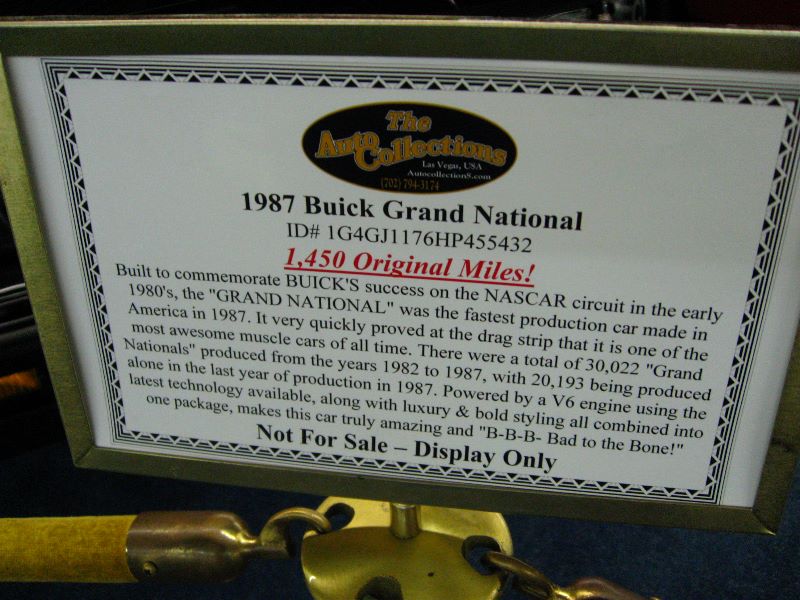 The
Auto Collections
Las Vegas, USA
AutocollectionS.com
(702) 794-3174
1987 Buick Grand National
ID# 1G4GJ1176HP455432
1,450 Original Miles!
Built to commemorate BUICK'S success on the NASCAR circuit in the early
1980's, the "GRAND NATIONAL" was the fastest production car made in
America in 1987. It very quickly proved at the drag strip that it is one of the
most awesome muscle cars of all time. There were a total of 30,022 "Grand
Nationals" produced from the years 1982 to 1987, with 20,193 being produced
alone in the last year of production in 1987. Powered by a V6 engine using the
latest technology available, along with luxury & bold styling all combined into
one package, makes this car truly amazing and "B-B-B- Bad to the Bone!"
Not For Sale – Display Only